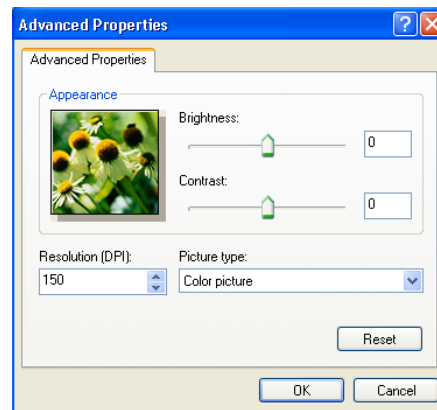 Advanced Properties
Advanced Properties
Appearance
Brightness:
0
Contrast:
0
Resolution (DPI):
Picture type:
150
Color picture
Reset
OK
Cancel